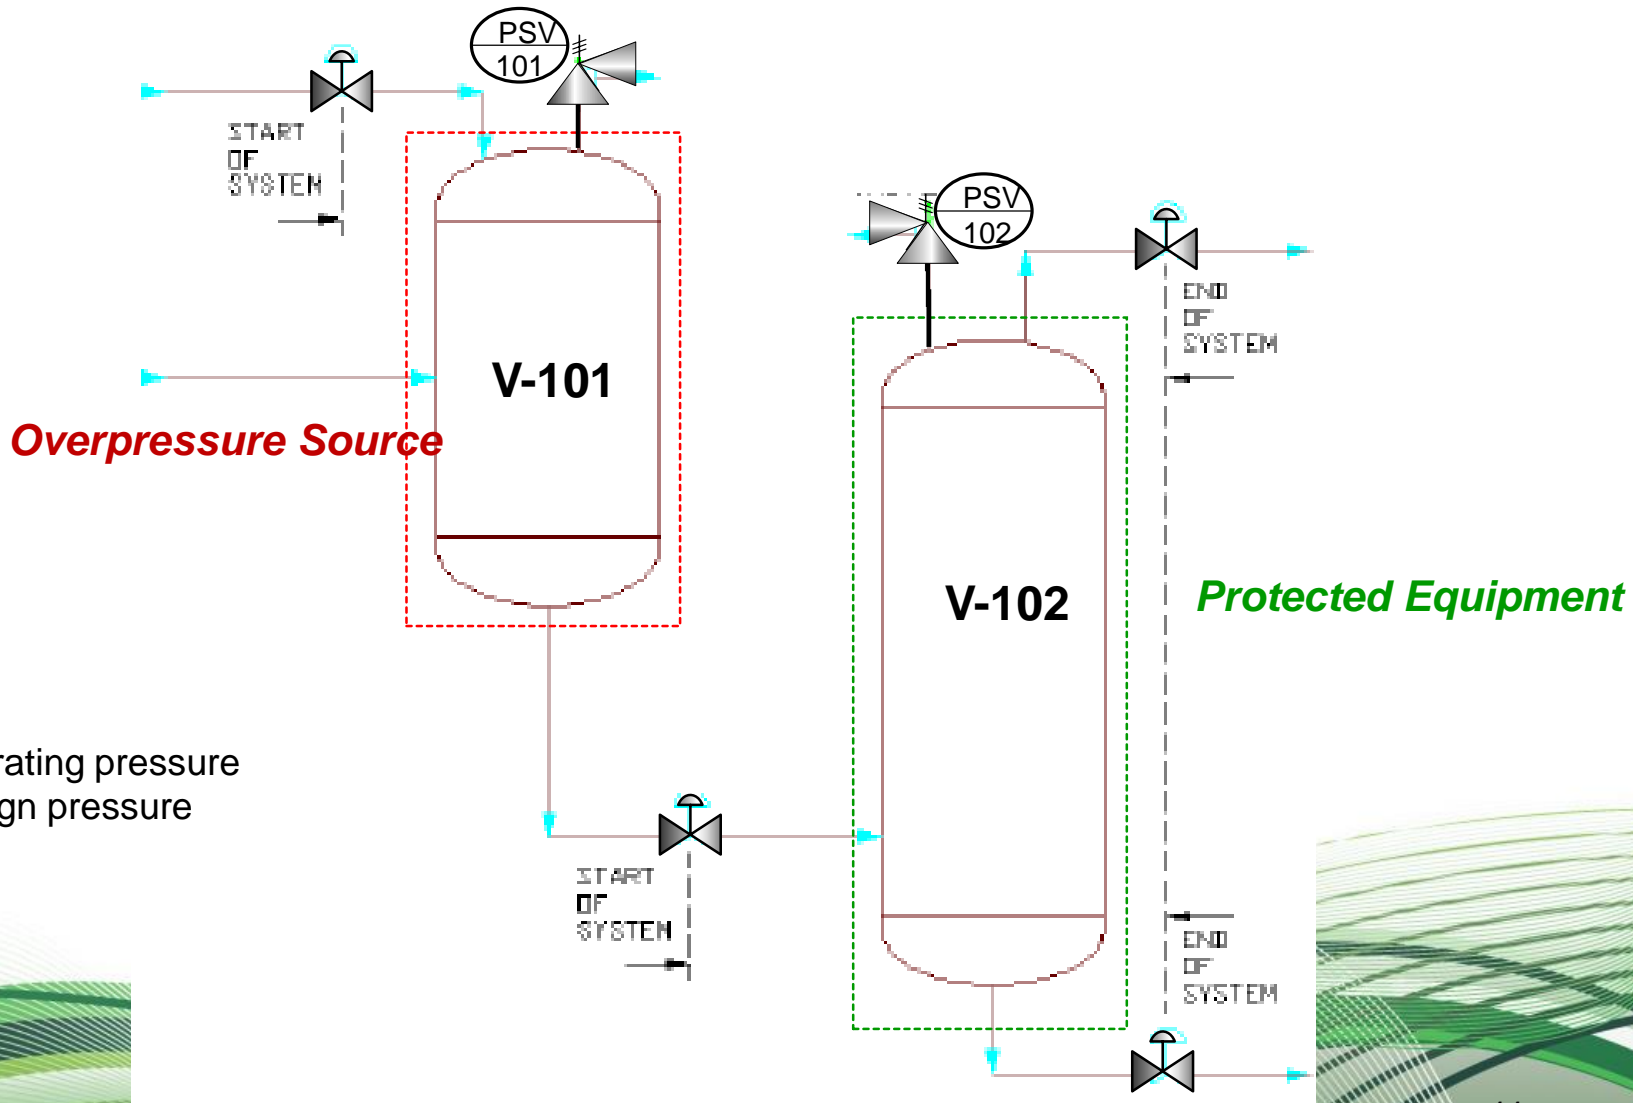 PSV
101
START
OF
SYSTEM
PSV
102
END
OF
SYSTEM
V-101
Overpressure Source
V-102
Protected Equipment
rating pressure
gn pressure
START
OF
SYSTEM
END
OF
SYSTEM